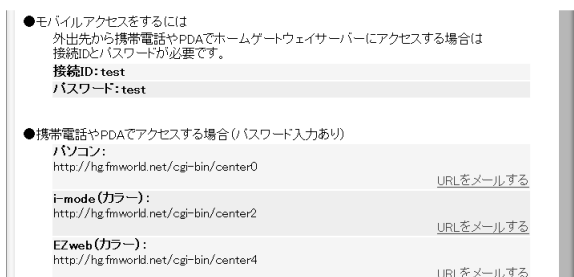 ●モバイルアクセスをするには
外出先から携帯電話やPDAでホームゲートウェイサーバーにアクセスする場合は
接続IDとパスワードが必要です。
接続ID:test
パスワード:test
●携帯電話やPDAでアクセスする場合(パスワード入力あり)
パソコン:
http://hg.fmworld.net/cgi-bin/center0
URLをメールする
i-mode(カラー):
http://hg.fmworld.net/cgi-bin/center2
URLをメールする
EZweb(カラー):
http://hg.fmworld.net/cgi-bin/center4
URLをメールする